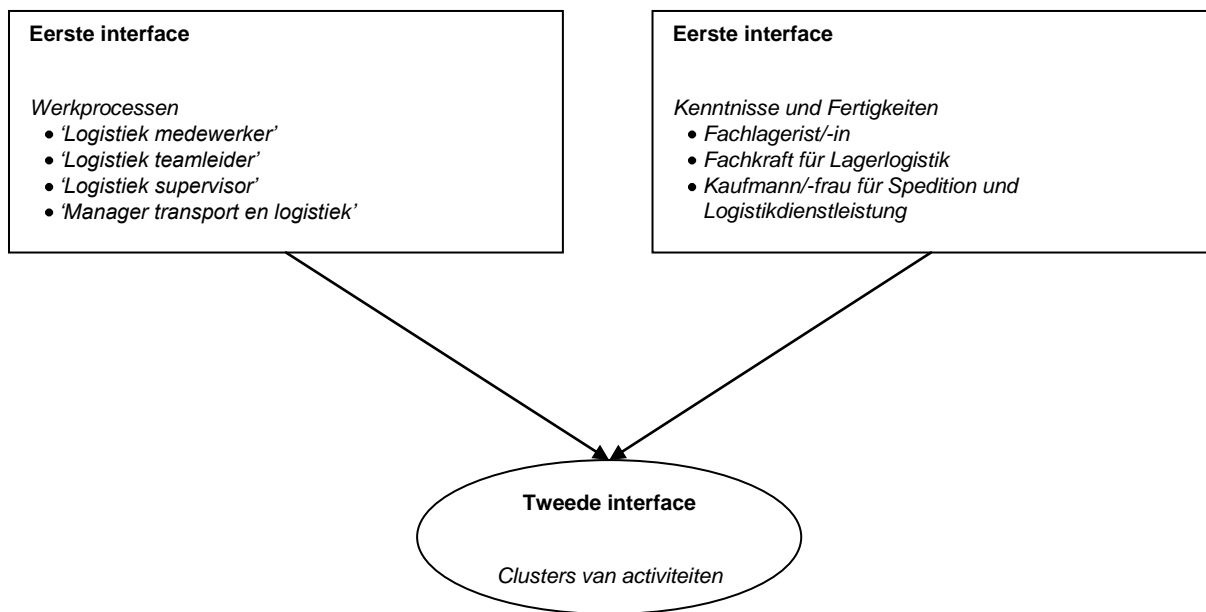 Eerste interface
Werkprocessen
• ‘Logistiek medewerker’
• ‘Logistiek teamleider’
• ‘Logistiek supervisor’
• ‘Manager transport en logistiek’
Eerste interface
Kenntnisse und Fertigkeiten
• Fachlagerist/-in
• Fachkraft für Lagerlogistik
• Kaufmann/-frau für Spedition und
Logistikdienstleistung
Tweede interface
Clusters van activiteiten